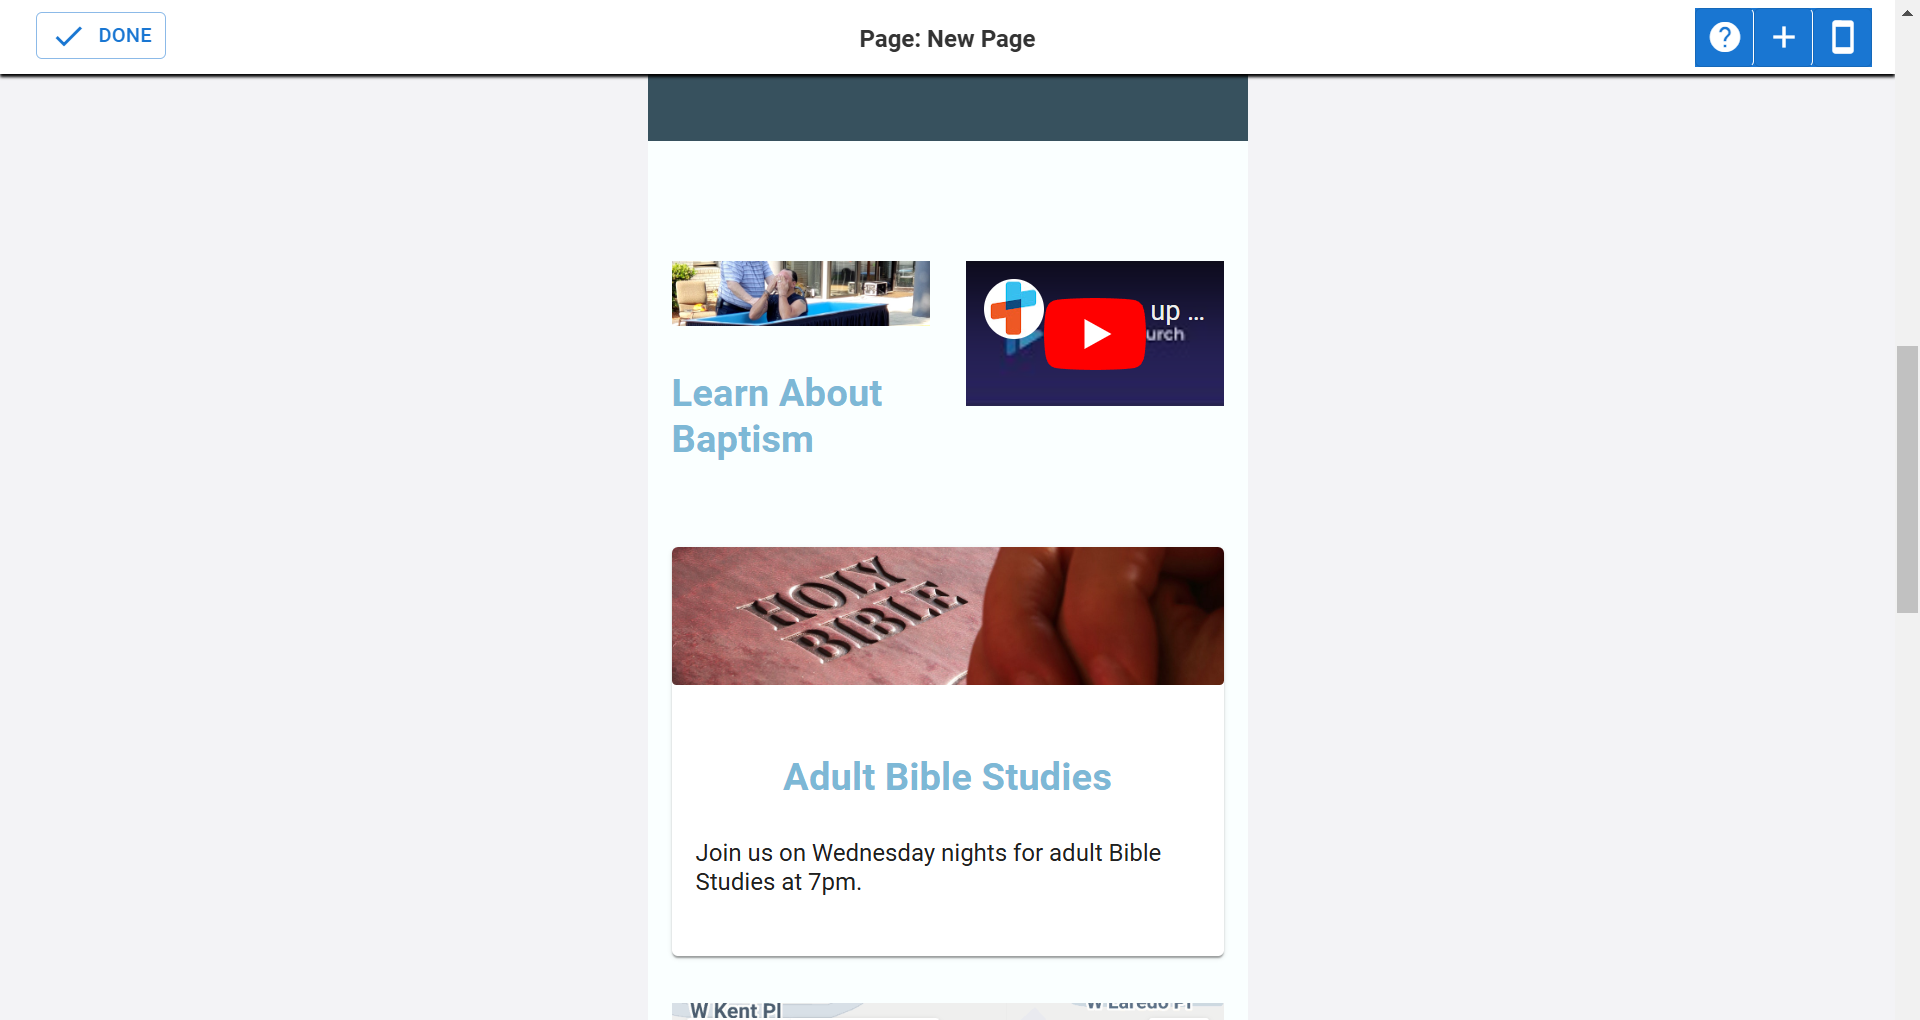 DONE
Page: New Page
up ...
urch
Learn About
Baptism
HOLY
BIBLE
Adult Bible Studies
Join us on Wednesday nights for adult Bible
Studies at 7pm.
W Kent Pl
W Laredo Pl